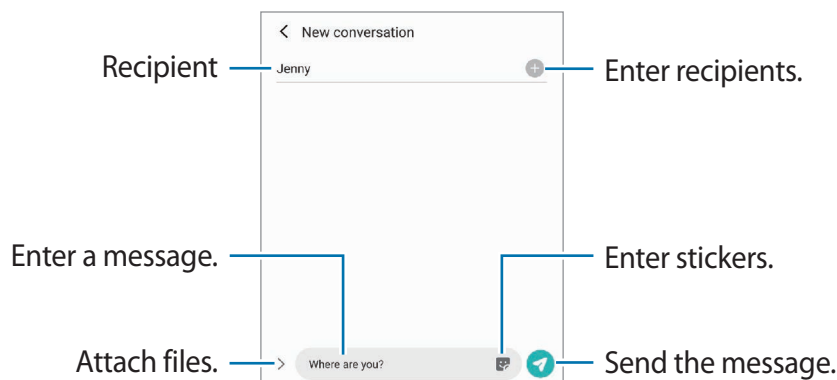 New conversation
Recipient
Jenny
Enter recipients.
Enter a message.
Enter stickers.
Attach files.
Where are you?
Send the message.